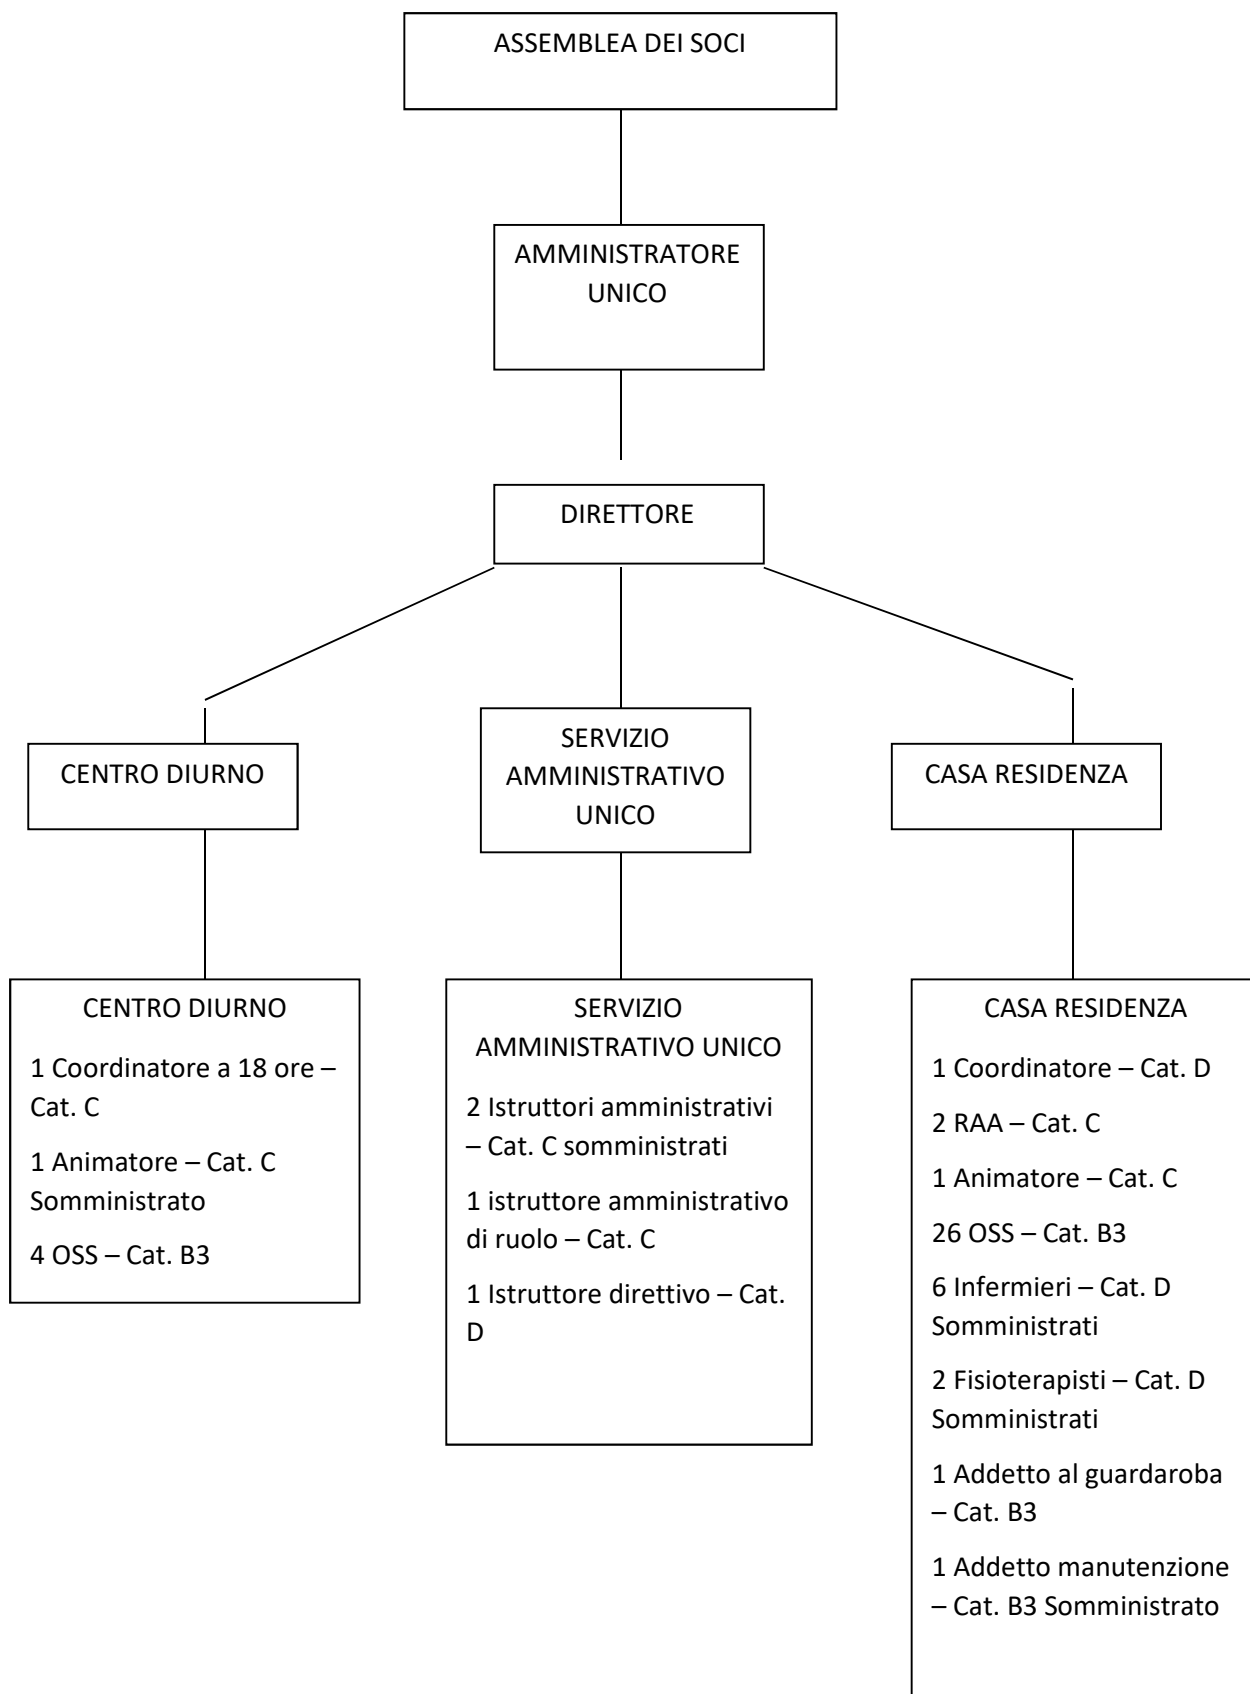 ASSEMBLEA DEI SOCI
AMMINISTRATORE
UNICO
DIRETTORE
CENTRO DIURNO
SERVIZIO
AMMINISTRATIVO
UNICO
CASA RESIDENZA
CENTRO DIURNO
1 Coordinatore a 18 ore –
Cat. C
1 Animatore – Cat. C
Somministrato
4 OSS – Cat. B3
SERVIZIO
AMMINISTRATIVO UNICO
2 Istruttori amministrativi
– Cat. C somministrati
1 istruttore amministrativo
di ruolo – Cat. C
1 Istruttore direttivo – Cat.
D
CASA RESIDENZA
1 Coordinatore – Cat. D
2 RAA – Cat. C
1 Animatore – Cat. C
26 OSS – Cat. B3
6 Infermieri – Cat. D
Somministrati
2 Fisioterapisti – Cat. D
Somministrati
1 Addetto al guardaroba
– Cat. B3
1 Addetto manutenzione
– Cat. B3 Somministrato